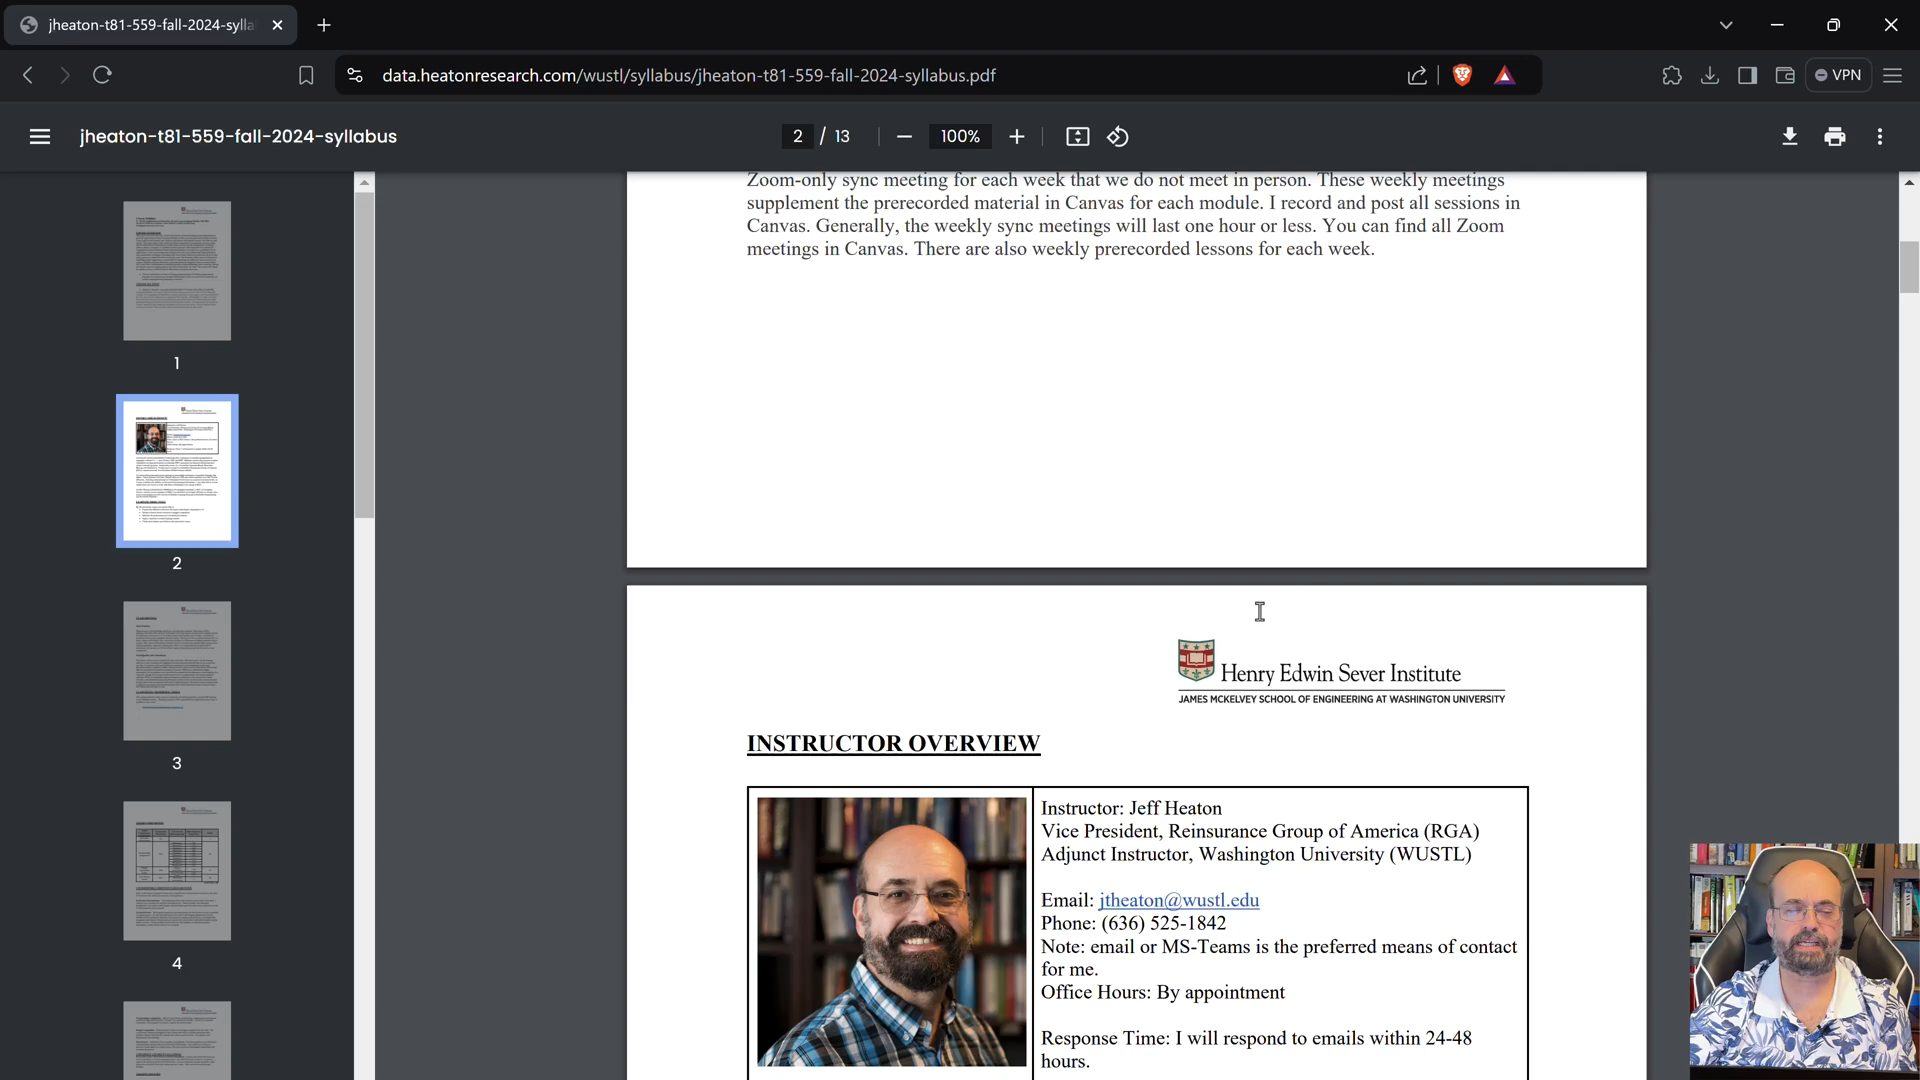 jheaton-t81-559-fall-2024-sylla
data.heatonresearch.com/wustl/syllabus/jheaton-t81-559-fall-2024-syllabus.pdf
VPN
jheaton-t81-559-fall-2024-syllabus
2 / 13
100%
1
2
3
4
Zoom-only sync meeting for each week that we do not meet in person. These weekly meetings
supplement the prerecorded material in Canvas for each module. I record and post all sessions in
Canvas. Generally, the weekly sync meetings will last one hour or less. You can find all Zoom
meetings in Canvas. There are also weekly prerecorded lessons for each week.
Henry Edwin Sever Institute
JAMES MCKELVEY SCHOOL OF ENGINEERING AT WASHINGTON UNIVERSITY
INSTRUCTOR OVERVIEW
Instructor: Jeff Heaton
Vice President, Reinsurance Group of America (RGA)
Adjunct Instructor, Washington University (WUSTL)
Email: jtheaton@wustl.edu
Phone: (636) 525-1842
Note: email or MS-Teams is the preferred means of contact
for me.
Office Hours: By appointment
Response Time: I will respond to emails within 24-48
hours.